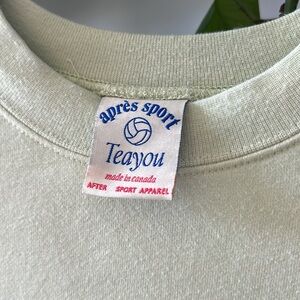 après sport
Teayou
made in canada
AFTER SPORT APPAREL